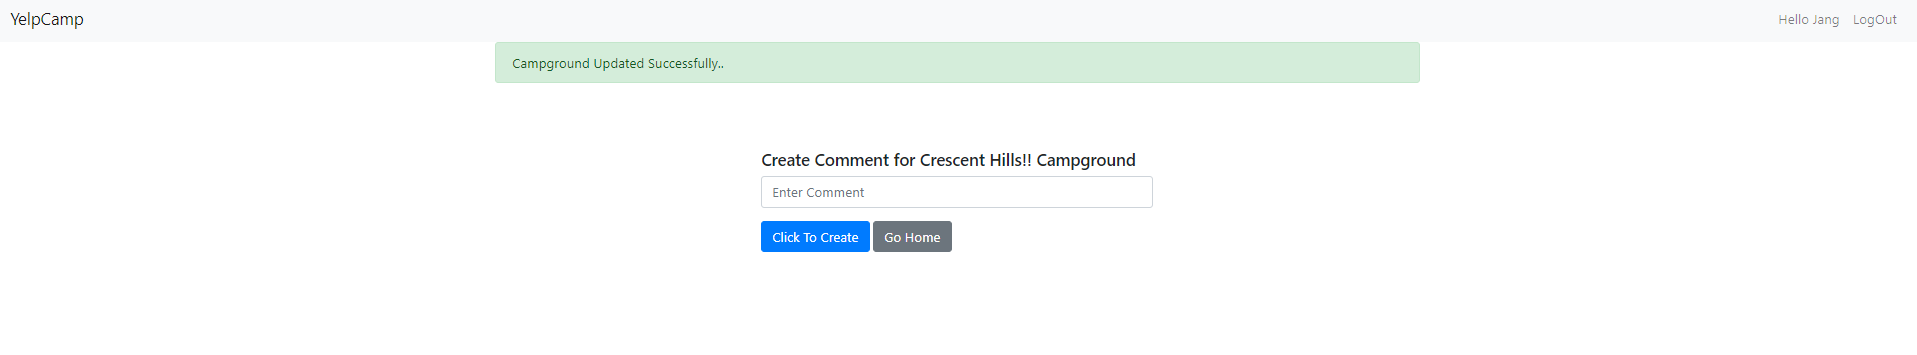 YelpCamp Hello Jang LogOut
Campground Updated Successfully..
Create Comment for Crescent Hills!! Campground
Enter Comment
Click To Create Go Home